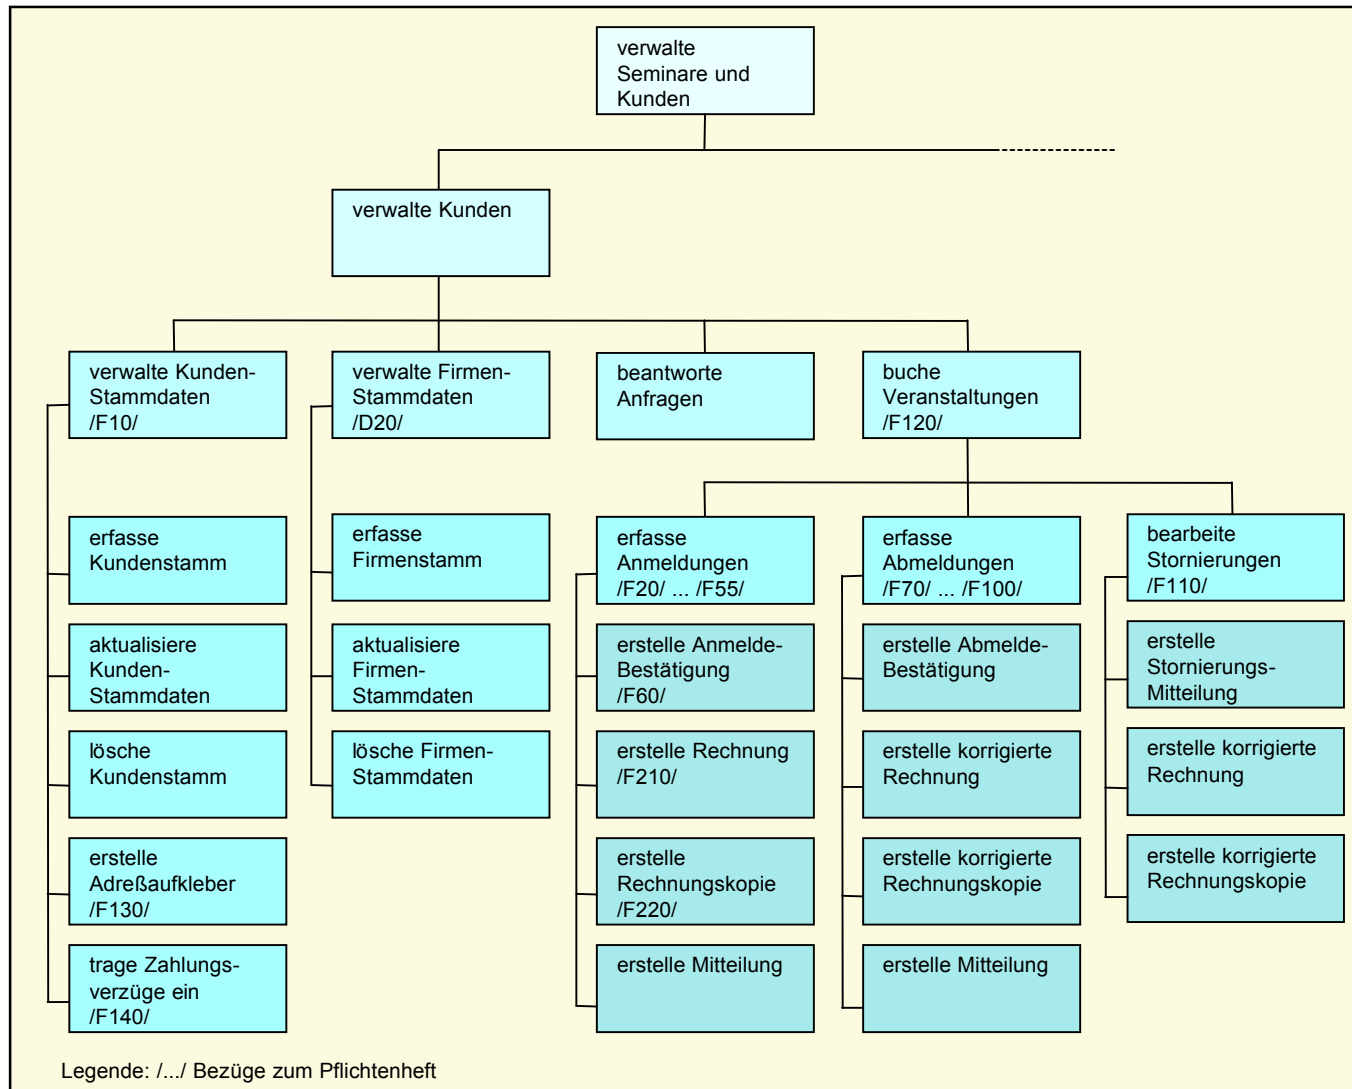 verwalte
Seminare und
Kunden
verwalte Kunden
verwalte Kunden-
Stammdaten
/F10/
verwalte Firmen-
Stammdaten
/D20/
beantworte
Anfragen
buche
Veranstaltungen
/F120/
erfasse
Kundenstamm
erfasse
Firmenstamm
erfasse
Anmeldungen
/F20/ ... /F55/
erfasse
Abmeldungen
/F70/ ... /F100/
bearbeite
Stornierungen
/F110/
aktualisiere
Kunden-
Stammdaten
aktualisiere
Firmen-
Stammdaten
erstelle Anmelde-
Bestätigung
/F60/
erstelle Abmelde-
Bestätigung
erstelle
Stornierungs-
Mitteilung
lösche
Kundenstamm
lösche Firmen-
Stammdaten
erstelle Rechnung
/F210/
erstelle korrigierte
Rechnung
erstelle korrigierte
Rechnung
erstelle
Adreßaufkleber
/F130/
erstelle
Rechnungskopie
/F220/
erstelle korrigierte
Rechnungskopie
erstelle korrigierte
Rechnungskopie
trage Zahlungs-
verzüge ein
/F140/
erstelle Mitteilung
erstelle Mitteilung
Legende: /.../ Bezüge zum Pflichtenheft